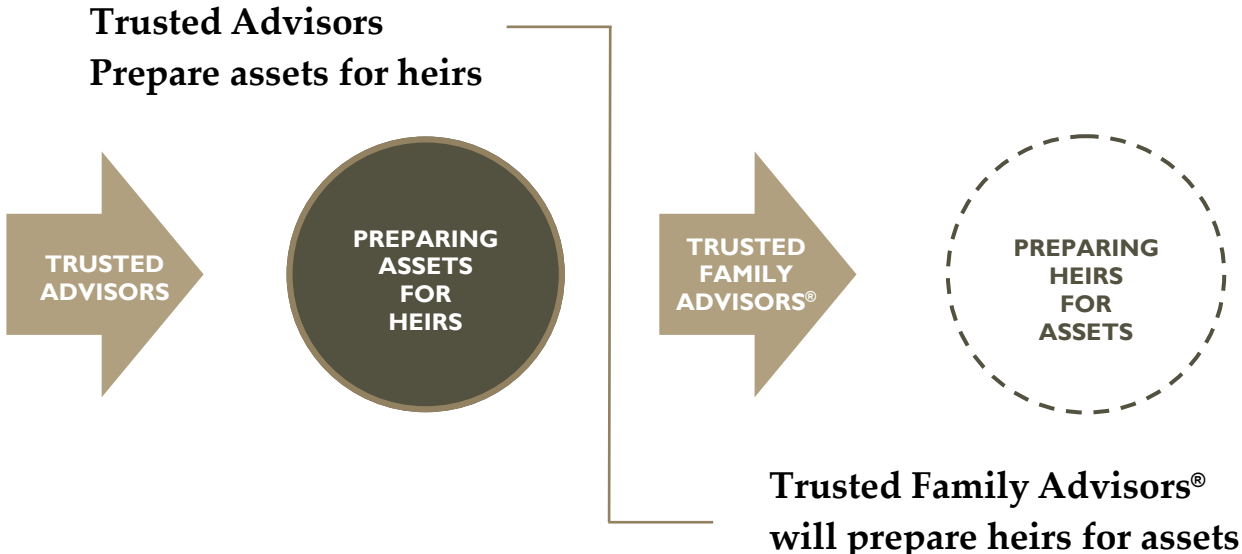 Trusted Advisors
Prepare assets for heirs
TRUSTED
ADVISORS
PREPARING
ASSETS
FOR
HEIRS
TRUSTED
FAMILY
ADVISORS®
PREPARING
HEIRS
FOR
ASSETS
Trusted Family Advisors®
will prepare heirs for assets